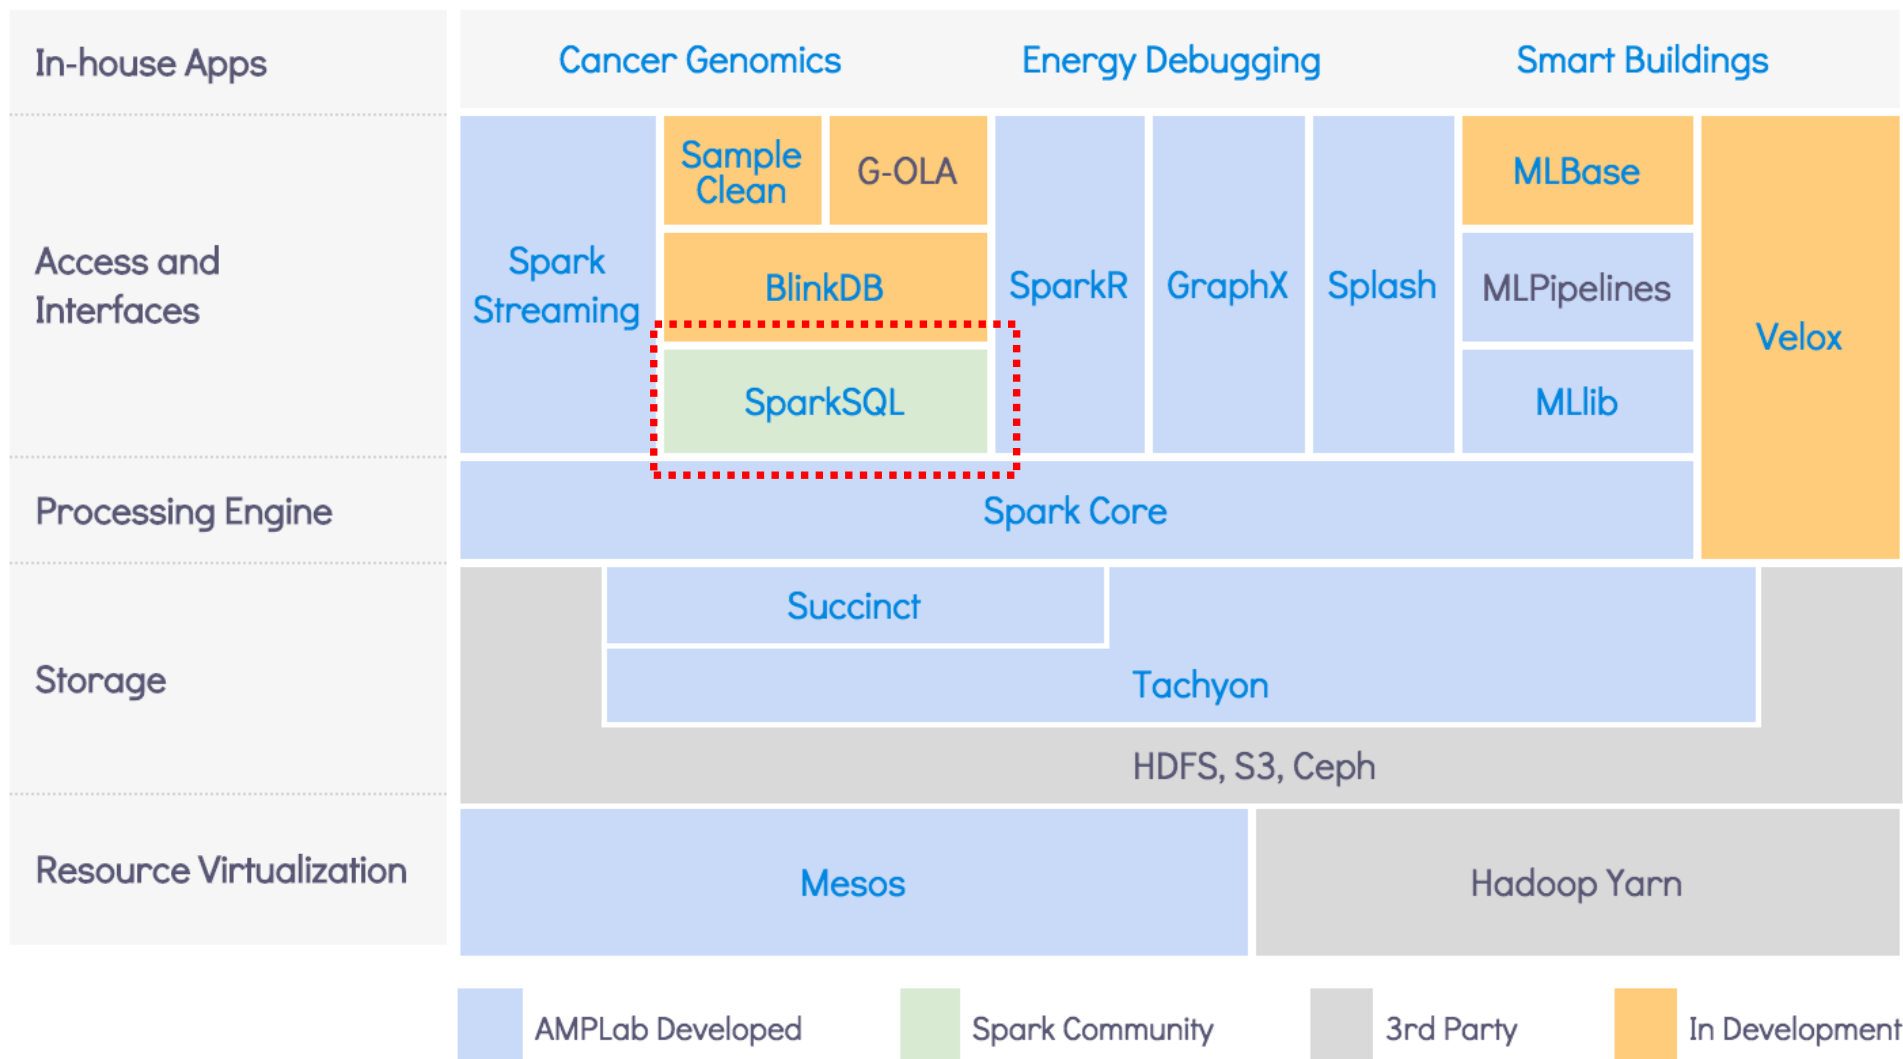 In-house Apps
Cancer Genomics
Energy Debugging
Smart Buildings
Access and
Interfaces
Spark
Streaming
Sample
Clean
G-OLA
BlinkDB
SparkSQL
SparkR
GraphX
Splash
MLBase
MLPipelines
MLlib
Velox
Processing Engine
Spark Core
Storage
Succinct
Tachyon
HDFS, S3, Ceph
Resource Virtualization
Mesos
Hadoop Yarn
AMPLab Developed
Spark Community
3rd Party
In Development